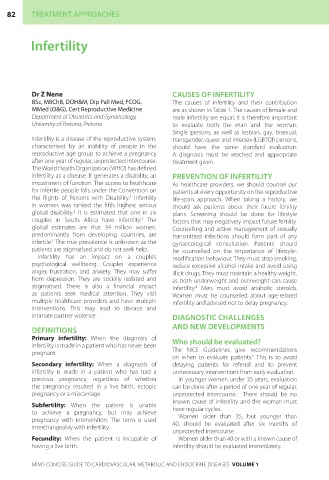 82 TREATMENT APPROACHES
Infertility
Dr Z Nene
BSc, MBChB, DOH&M, Dip Pall Med, FCOG,
MMed (O&G), Cert Reproductive Medicine
Department of Obstetrics and Gynaecology,
University of Pretoria, Pretoria
Infertility is a disease of the reproductive system,
characterised by an inability of people in the
reproductive age group to achieve a pregnancy
after one year of regular, unprotected intercourse.
The World Health Organization (WHO) has defined
infertility as a disease. It generates a disability; an
impairment of function. The access to healthcare
for infertile people falls under the Convention on
the Rights of Persons with Disability.¹ Infertility
in women was ranked the fifth highest serious
global disability.² It is estimated that one in six
couples in South Africa have infertility.³ The
global estimates are that 34 million women,
predominantly from developing countries, are
infertile.¹ The true prevalence is unknown as the
patients are stigmatised and do not seek help.
Infertility has an impact on a couple's
psychological wellbeing. Couples experience
anger, frustration, and anxiety. They may suffer
from depression. They are socially isolated and
stigmatised. There is also a financial impact
as patients seek medical attention. They visit
multiple healthcare providers and have multiple
interventions. This may lead to divorce and
intimate partner violence.
DEFINITIONS
Primary infertility: When the diagnosis of
infertility is made in a patient who has never been
pregnant.
Secondary infertility: When a diagnosis of
infertility is made in a patient who has had a
previous pregnancy, regardless of whether
the pregnancy resulted in a live birth, ectopic
pregnancy or a miscarriage.
Subfertility: When the patient is unable
to achieve a pregnancy, but may achieve
pregnancy with intervention. The term is used
interchangeably with infertility.
Fecundity: When the patient is incapable of
having a live birth.
CAUSES OF INFERTILITY
The causes of infertility and their contribution
are as shown in Table 1. The causes of female and
male infertility are equal. It is therefore important
to evaluate both the man and the woman.
Single persons, as well as lesbian, gay, bisexual,
transgender, queer and intersex (LGBTQI) persons,
should have the same standard evaluation.
A diagnosis must be reached and appropriate
treatment given.
PREVENTION OF INFERTILITY
As healthcare providers, we should counsel our
patients at every opportunity on the reproductive
life-span approach. When taking a history, we
should ask patients about their future fertility
plans. Screening should be done for lifestyle
factors that may negatively impact future fertility.
Counselling and active management of sexually
transmitted infections should form part of any
gynaecological consultation. Patients should
be counselled on the importance of lifestyle-
modification behaviour. They must stop smoking,
reduce excessive alcohol intake and avoid using
illicit drugs. They must maintain a healthy weight,
as both underweight and overweight can cause
infertility.⁴ Men must avoid anabolic steroids.
Women must be counselled about age-related
infertility and advised not to delay pregnancy.
DIAGNOSTIC CHALLENGES
AND NEW DEVELOPMENTS
Who should be evaluated?
The NICE Guidelines give recommendations
on when to evaluate patients.⁵ This is to avoid
delaying patients for referral and to prevent
unnecessary interventions from early evaluation.
In younger women under 35 years, evaluation
can be done after a period of one year of regular,
unprotected intercourse. There should be no
known cause of infertility and the woman must
have regular cycles.
Women older than 35, but younger than
40, should be evaluated after six months of
unprotected intercourse.
Women older than 40 or with a known cause of
infertility should be evaluated immediately.
MIMS CONCISE GUIDE TO CARDIOVASCULAR, METABOLIC AND ENDOCRINE DISEASES VOLUME 1